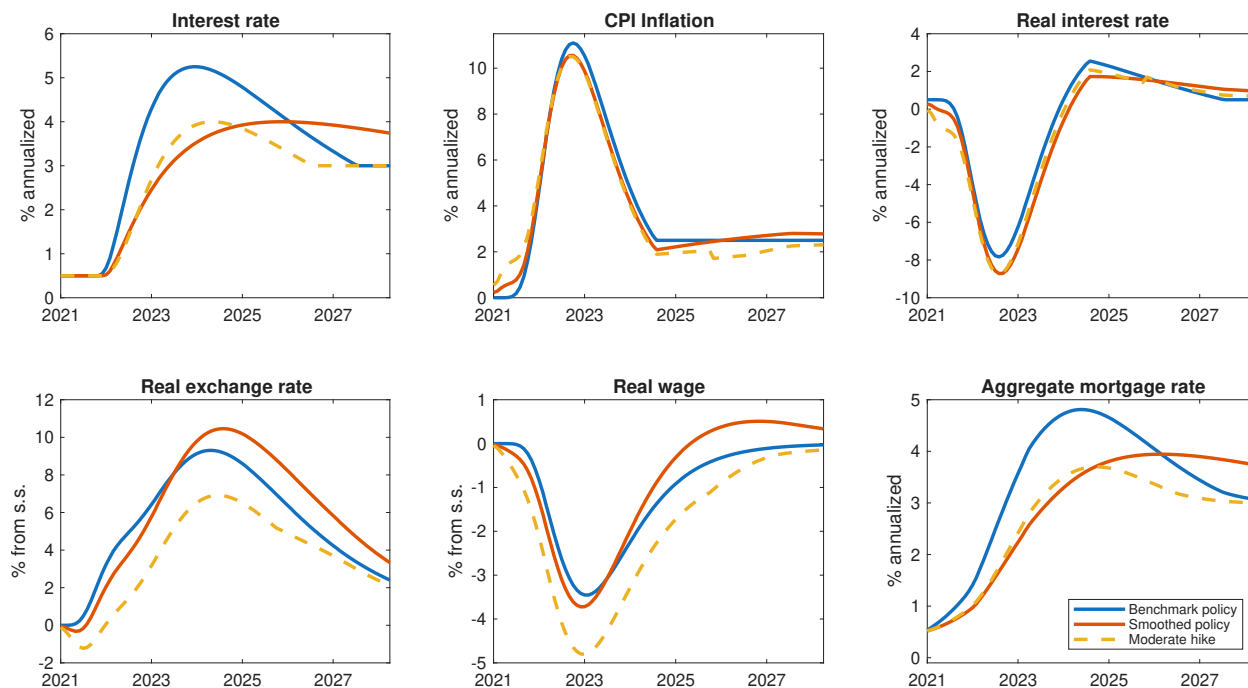 Interest rate
% annualized
6
5
4
3
2
1
0
2021 2023 2025 2027
CPI Inflation
% annualized
10
8
6
4
2
0
2021 2023 2025 2027
Real interest rate
% annualized
4
2
0
-2
-4
-6
-8
-10
2021 2023 2025 2027
Real exchange rate
% from s.s.
12
10
8
6
4
2
0
-2
2021 2023 2025 2027
Real wage
% from s.s.
1
0
-1
-2
-3
-4
-5
2021 2023 2025 2027
Aggregate mortgage rate
% annualized
5
4
3
2
1
0
2021 2023 2025 2027
Benchmark policy
Smoothed policy
Moderate hike